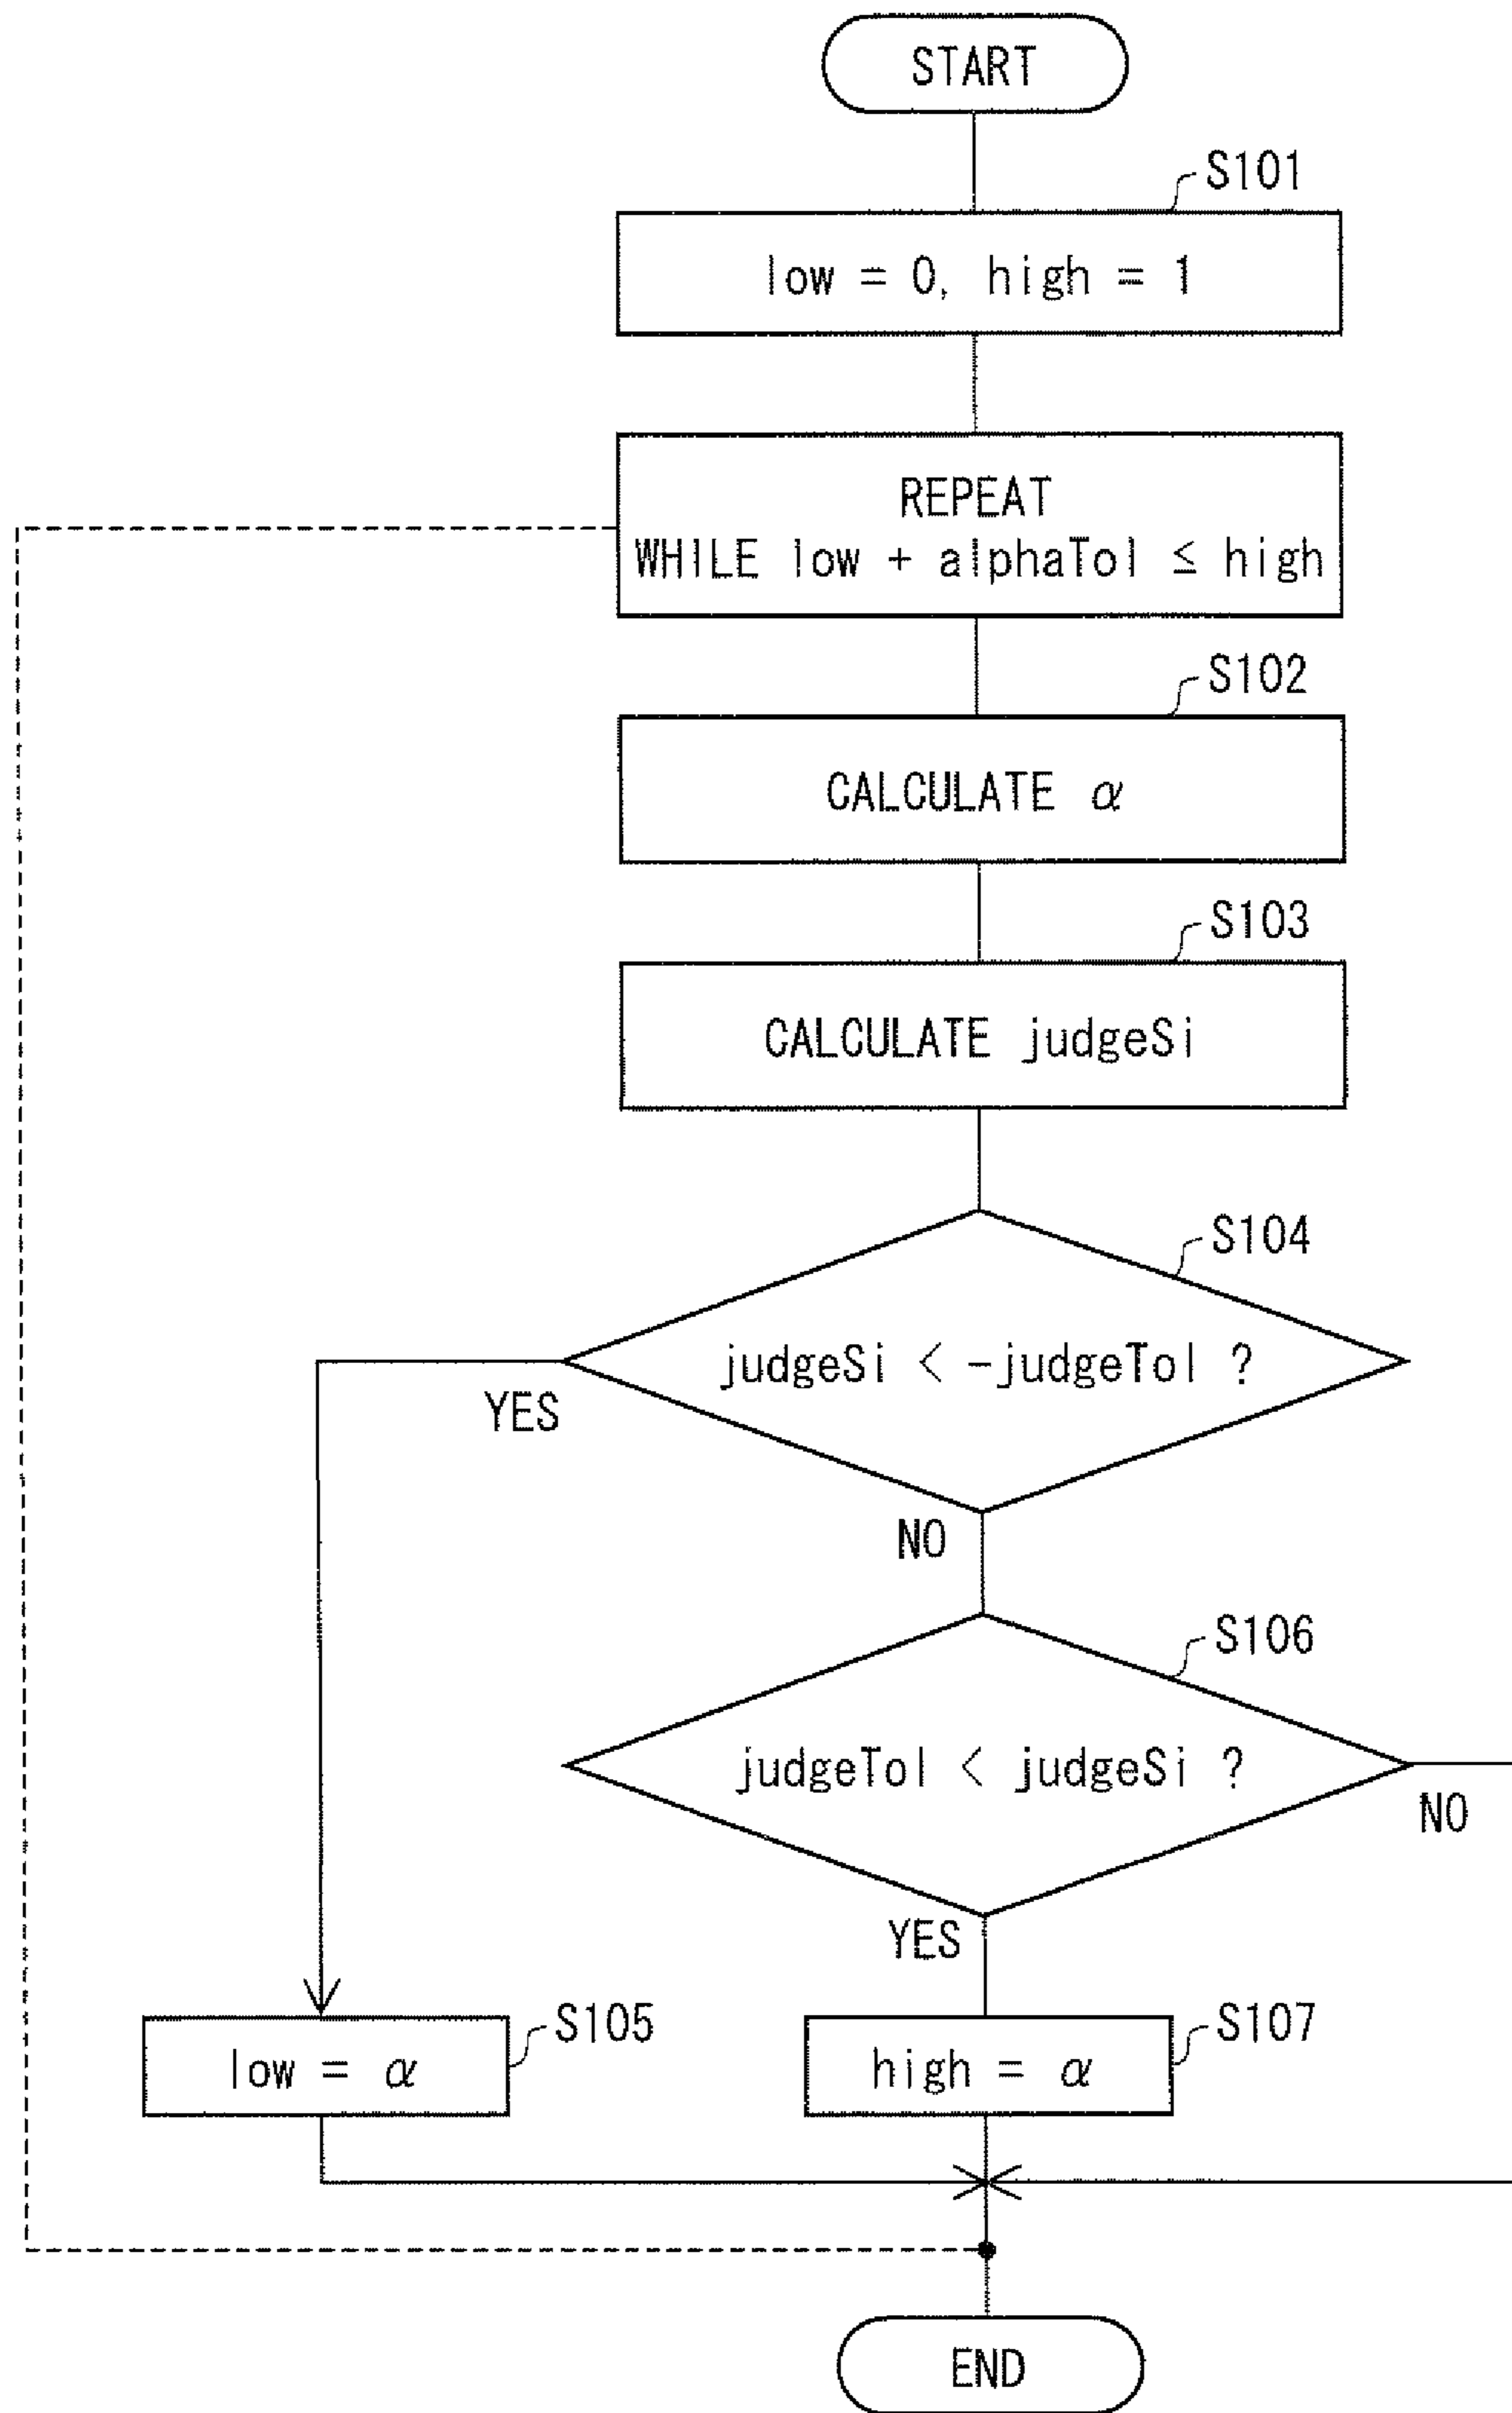 START
S101
low = 0, high = 1
REPEAT
WHILE low + alphaTol ≤ high
S102
CALCULATE α
S103
CALCULATE judgeSi
S104
judgeSi < -judgeTol ?
YES
NO
S106
judgeTol < judgeSi ?
NO
YES
S105
low = α
S107
high = α
END